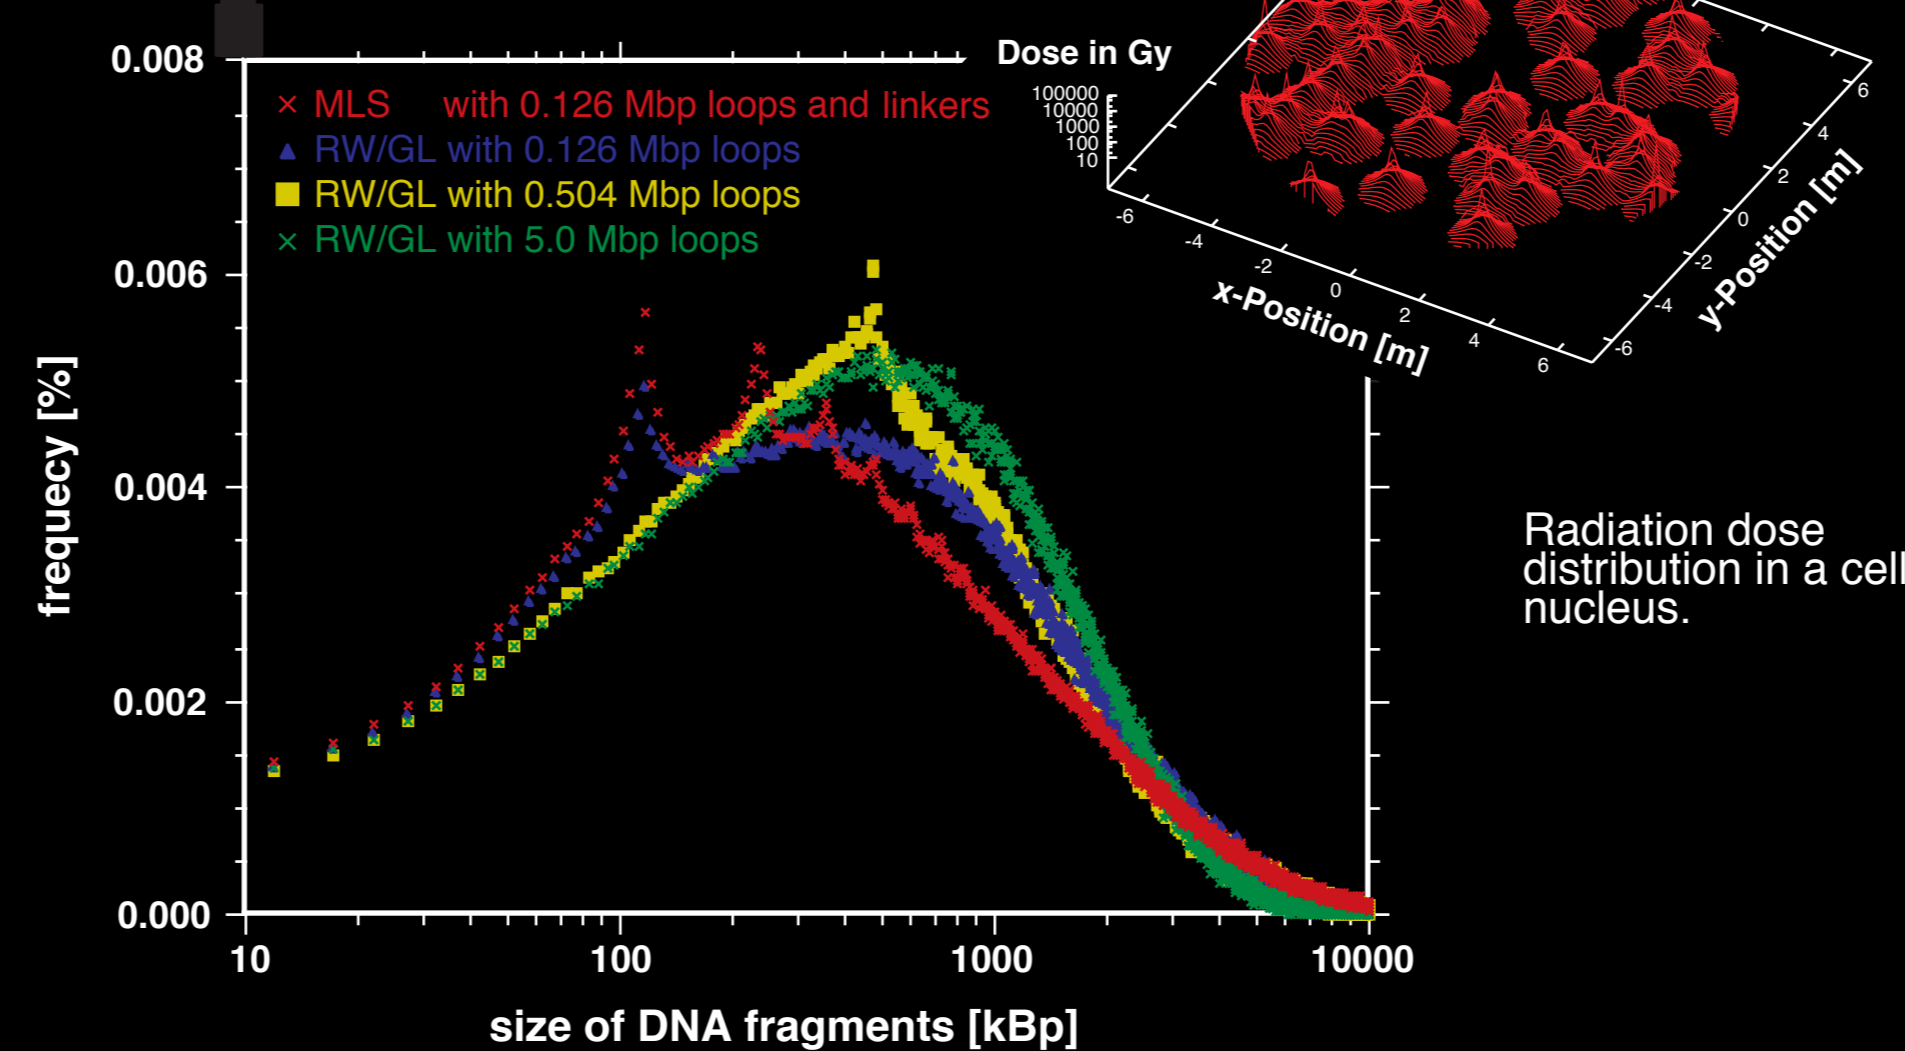 0.008
0.006
0.004
0.002
0.000
frequecy [%]
× MLS with 0.126 Mbp loops and linkers
▲ RW/GL with 0.126 Mbp loops
■ RW/GL with 0.504 Mbp loops
× RW/GL with 5.0 Mbp loops
10
100
1000
10000
size of DNA fragments [kBp]
Dose in Gy
100000
10000
1000
100
10
-6
-4
-2
0
2
4
6
x-Position [m]
6
4
2
0
-2
-4
-6
y-Position [m]
Radiation dose
distribution in a cell
nucleus.